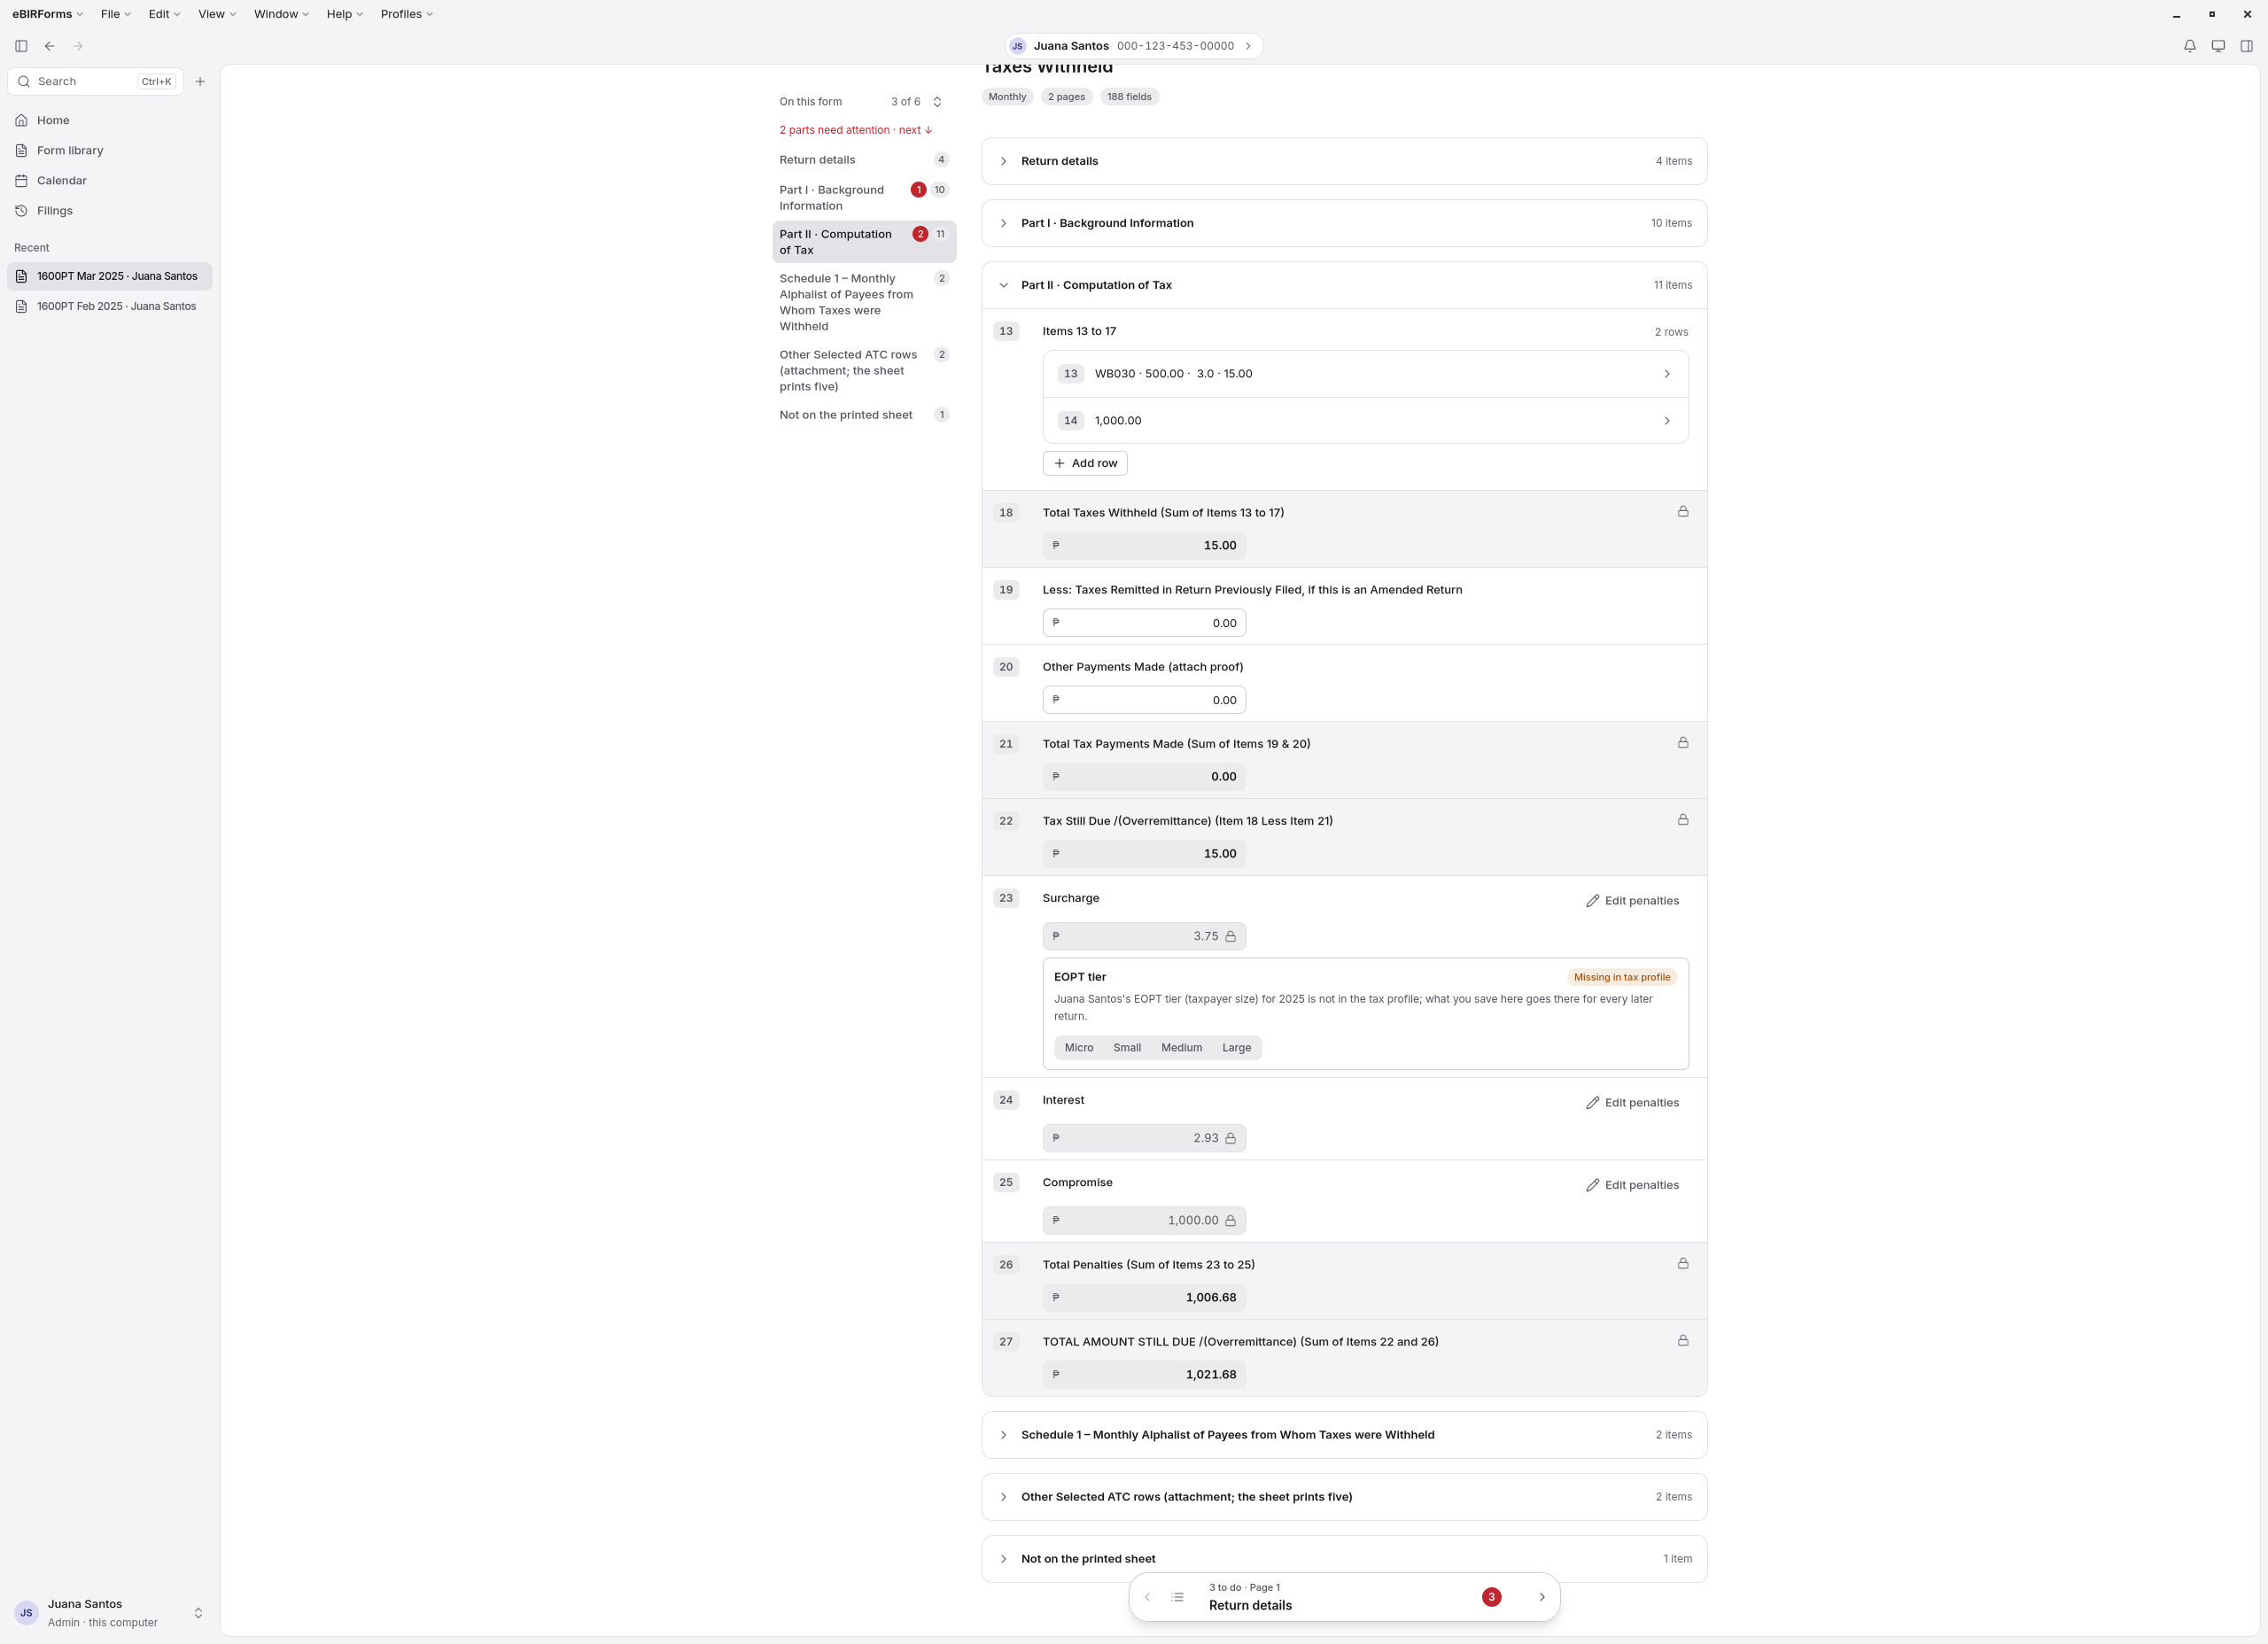 eBIRForms File Edit View Window Help Profiles
JS Juana Santos 000-123-453-00000
Search Ctrl+K
Home
Form library
Calendar
Filings
Recent
1600PT Mar 2025 · Juana Santos
1600PT Feb 2025 · Juana Santos
JS Juana Santos
Admin · this computer
On this form 3 of 6
2 parts need attention · next ↓
Return details 4
Part I · Background 1 10
Information
Part II · Computation 2 11
of Tax
Schedule 1 – Monthly 2
Alphalist of Payees from
Whom Taxes were
Withheld
Other Selected ATC rows 2
(attachment; the sheet
prints five)
Not on the printed sheet 1
Taxes Withheld
Monthly 2 pages 188 fields
Return details 4 items
Part I · Background Information 10 items
Part II · Computation of Tax 11 items
13 Items 13 to 17 2 rows
13 WB030 · 500.00 · 3.0 · 15.00
14 1,000.00
+ Add row
18 Total Taxes Withheld (Sum of Items 13 to 17)
₱ 15.00
19 Less: Taxes Remitted in Return Previously Filed, if this is an Amended Return
₱ 0.00
20 Other Payments Made (attach proof)
₱ 0.00
21 Total Tax Payments Made (Sum of Items 19 & 20)
₱ 0.00
22 Tax Still Due /(Overremittance) (Item 18 Less Item 21)
₱ 15.00
23 Surcharge Edit penalties
₱ 3.75
EOPT tier Missing in tax profile
Juana Santos's EOPT tier (taxpayer size) for 2025 is not in the tax profile; what you save here goes there for every later
return.
Micro Small Medium Large
24 Interest Edit penalties
₱ 2.93
25 Compromise Edit penalties
₱ 1,000.00
26 Total Penalties (Sum of Items 23 to 25)
₱ 1,006.68
27 TOTAL AMOUNT STILL DUE /(Overremittance) (Sum of Items 22 and 26)
₱ 1,021.68
Schedule 1 – Monthly Alphalist of Payees from Whom Taxes were Withheld 2 items
Other Selected ATC rows (attachment; the sheet prints five) 2 items
Not on the printed sheet 1 item
3 to do · Page 1
Return details 3